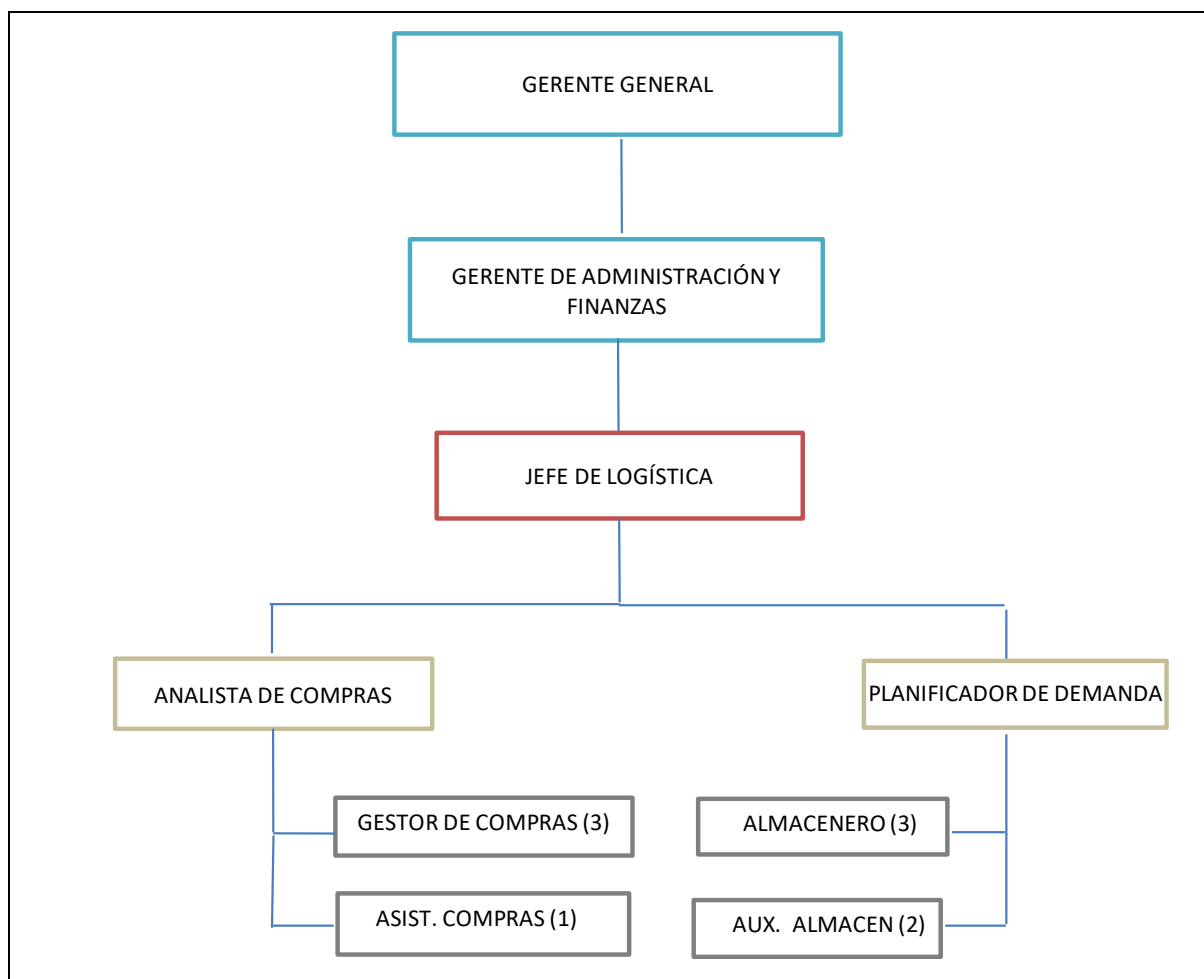 GERENTE GENERAL
GERENTE DE ADMINISTRACIÓN Y
FINANZAS
JEFE DE LOGÍSTICA
ANALISTA DE COMPRAS
PLANIFICADOR DE DEMANDA
GESTOR DE COMPRAS (3)
ALMACENERO (3)
ASIST. COMPRAS (1)
AUX. ALMACEN (2)